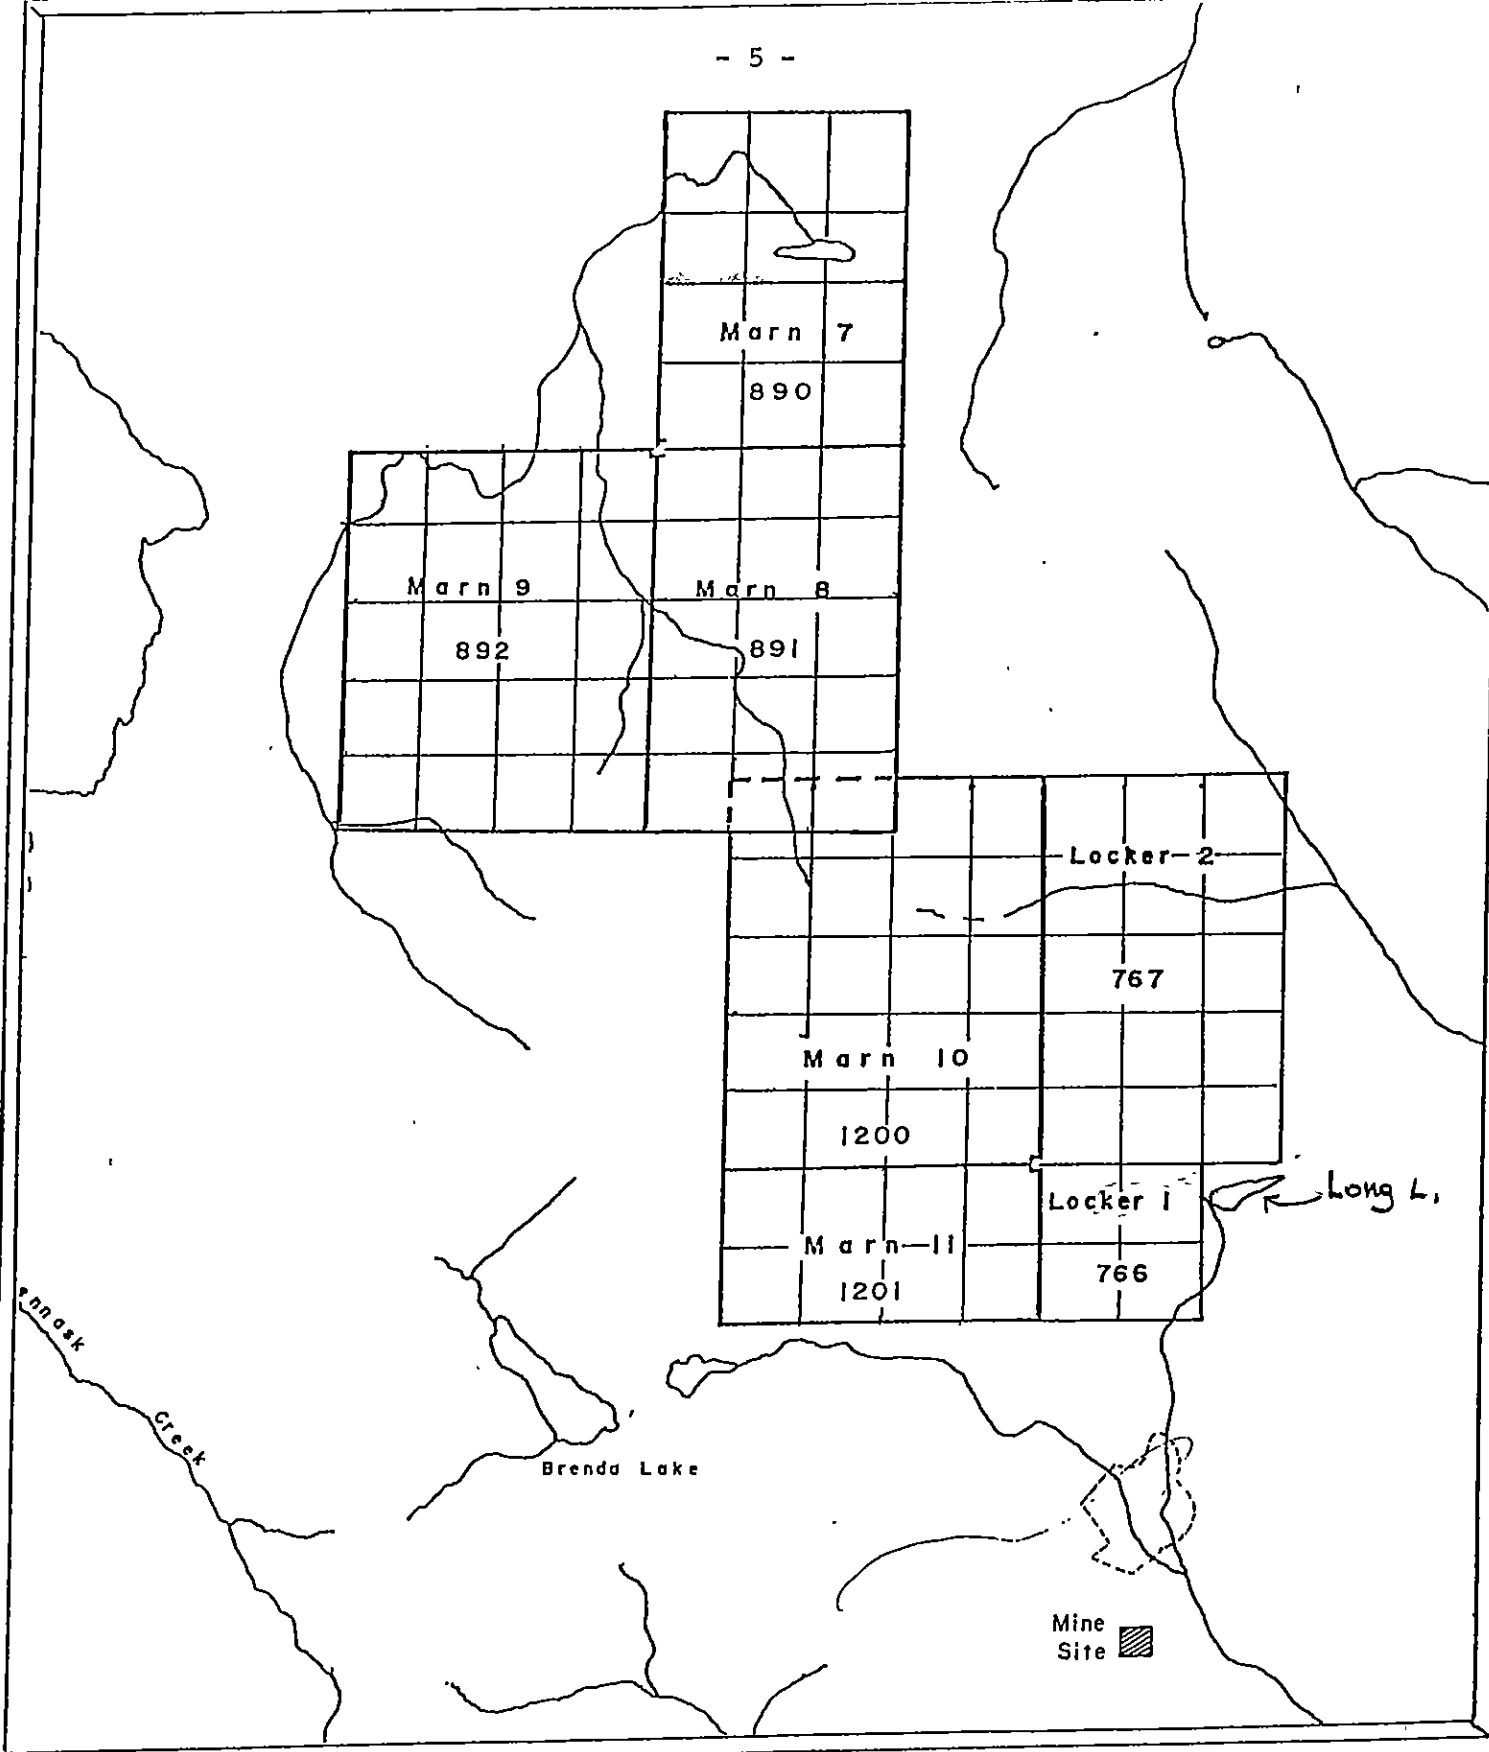 - 5 -
Marn 7
890
Marn 9
892
Marn 8
891
Locker 2
767
Marn 10
1200
Locker 1
766
Long L.
Marn 11
1201
Creek
Brenda Lake
Mine
Site